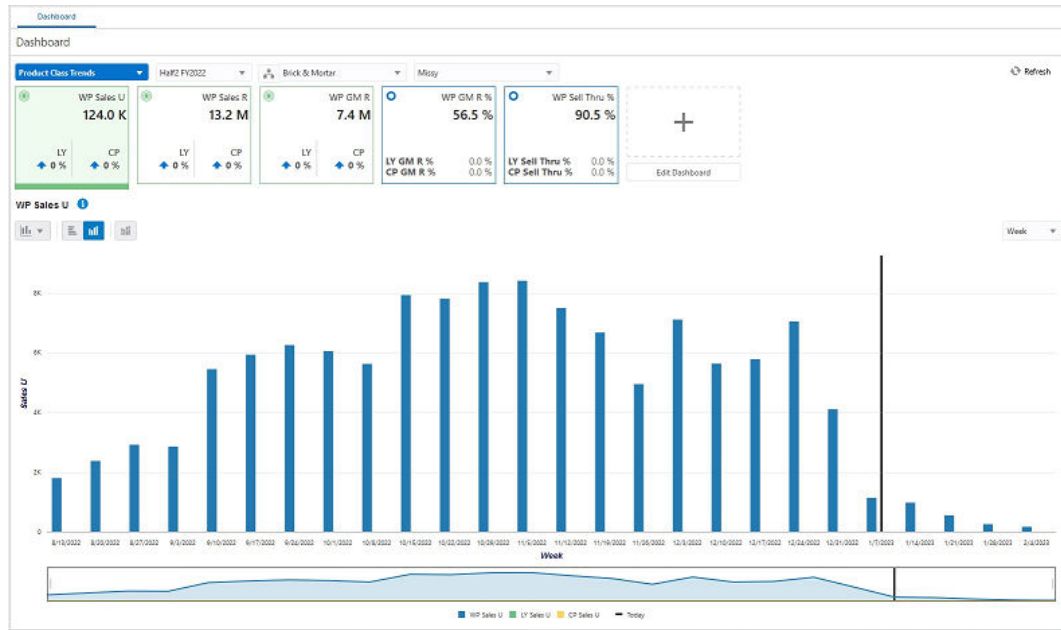 Dashboard
Dashboard
Product Class Trends Half2 FY2022 Brick & Mortar Missy Refresh
WP Sales U WP Sales R WP GM R WP GM R % WP Sell Thru %
124.0 K 13.2 M 7.4 M 56.5 % 90.5 %
LY CP LY CP LY CP LY GM R % 0.0 % LY Sell Thru % 0.0 %
0 % 0 % 0 % 0 % 0 % 0 % CP GM R % 0.0 % CP Sell Thru % 0.0 %
Edit Dashboard
WP Sales U
Week
8K
6K
4K
2K
0
Sales U
8/13/2022 8/20/2022 8/27/2022 9/3/2022 9/10/2022 9/17/2022 9/24/2022 10/1/2022 10/8/2022 10/15/2022 10/22/2022 10/29/2022 11/5/2022 11/12/2022 11/19/2022 11/26/2022 12/3/2022 12/10/2022 12/17/2022 12/24/2022 12/31/2022 1/7/2023 1/14/2023 1/21/2023 1/28/2023 2/4/2023
Week
WP Sales U LY Sales U CP Sales U Today